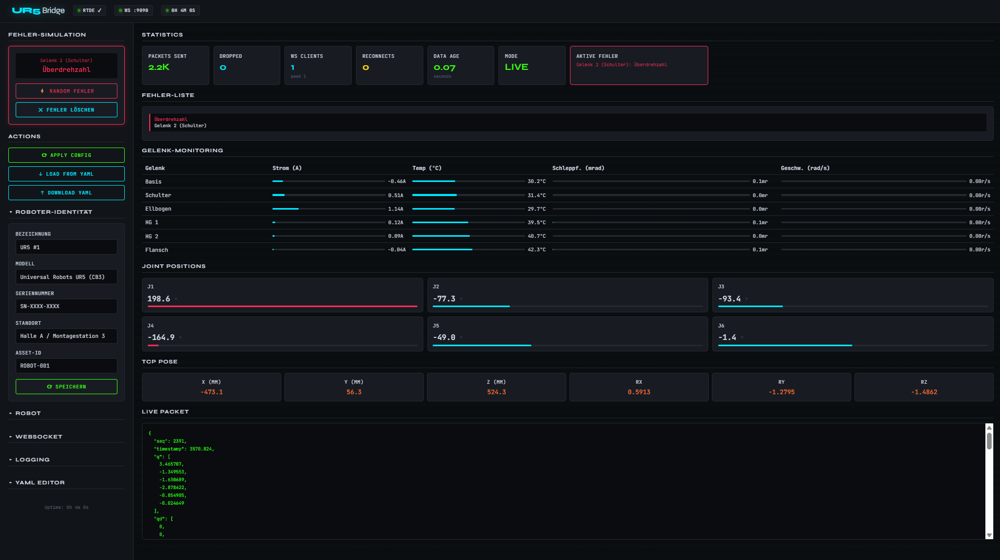 UR5 Bridge
RTDE ✓
WS :9090
0H 4M 0S
FEHLER-SIMULATION
Gelenk 2 (Schulter)
Überdrehzahl
⚡ RANDOM FEHLER
✕ FEHLER LÖSCHEN
ACTIONS
⟳ APPLY CONFIG
↓ LOAD FROM YAML
↑ DOWNLOAD YAML
▾ ROBOTER-IDENTITÄT
BEZEICHNUNG
UR5 #1
MODELL
Universal Robots UR5 (CB3)
SERIENNUMMER
SN-XXXX-XXXX
STANDORT
Halle A / Montagestation 3
ASSET-ID
ROBOT-001
⟳ SPEICHERN
▸ ROBOT
▸ WEBSOCKET
▸ LOGGING
▸ YAML EDITOR
Uptime: 0h 4m 0s
STATISTICS
PACKETS SENT
2.2K
DROPPED
0
WS CLIENTS
1
peak 1
RECONNECTS
0
DATA AGE
0.07
seconds
MODE
LIVE
AKTIVE FEHLER
Gelenk 2 (Schulter): Überdrehzahl
FEHLER-LISTE
Überdrehzahl
Gelenk 2 (Schulter)
GELENK-MONITORING
Gelenk Strom (A) Temp (°C) Schleppf. (mrad) Geschw. (rad/s)
Basis -0.46A 30.2°C 0.1mr 0.00r/s
Schulter 0.51A 31.4°C 0.0mr 0.00r/s
Ellbogen 1.14A 29.7°C 0.0mr 0.00r/s
HG 1 0.12A 39.5°C 0.1mr 0.00r/s
HG 2 0.09A 40.7°C 0.0mr 0.00r/s
Flansch -0.04A 42.3°C 0.1mr 0.00r/s
JOINT POSITIONS
J1
198.6 °
J2
-77.3 °
J3
-93.4 °
J4
-164.9 °
J5
-49.0 °
J6
-1.4 °
TCP POSE
X (MM)
-473.1
Y (MM)
56.3
Z (MM)
524.3
RX
0.5913
RY
-1.2795
RZ
-1.4862
LIVE PACKET
{
"seq": 2391,
"timestamp": 3570.824,
"q": [
3.465707,
-1.349553,
-1.630689,
-2.878422,
-0.854905,
-0.024649
],
"qd": [
0,
0,